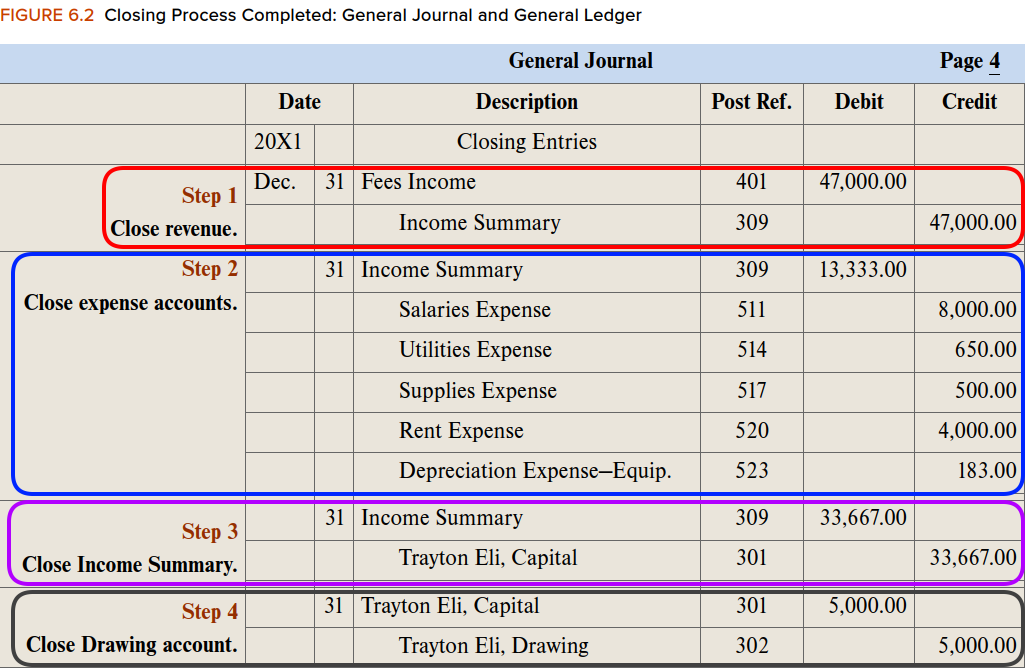 FIGURE 6.2 Closing Process Completed: General Journal and General Ledger
General Journal Page 4
Date Description Post Ref. Debit Credit
20X1 Closing Entries
Step 1 Dec. 31 Fees Income 401 47,000.00
Close revenue. Income Summary 309 47,000.00
Step 2 31 Income Summary 309 13,333.00
Close expense accounts. Salaries Expense 511 8,000.00
Utilities Expense 514 650.00
Supplies Expense 517 500.00
Rent Expense 520 4,000.00
Depreciation Expense–Equip. 523 183.00
Step 3 31 Income Summary 309 33,667.00
Close Income Summary. Trayton Eli, Capital 301 33,667.00
Step 4 31 Trayton Eli, Capital 301 5,000.00
Close Drawing account. Trayton Eli, Drawing 302 5,000.00